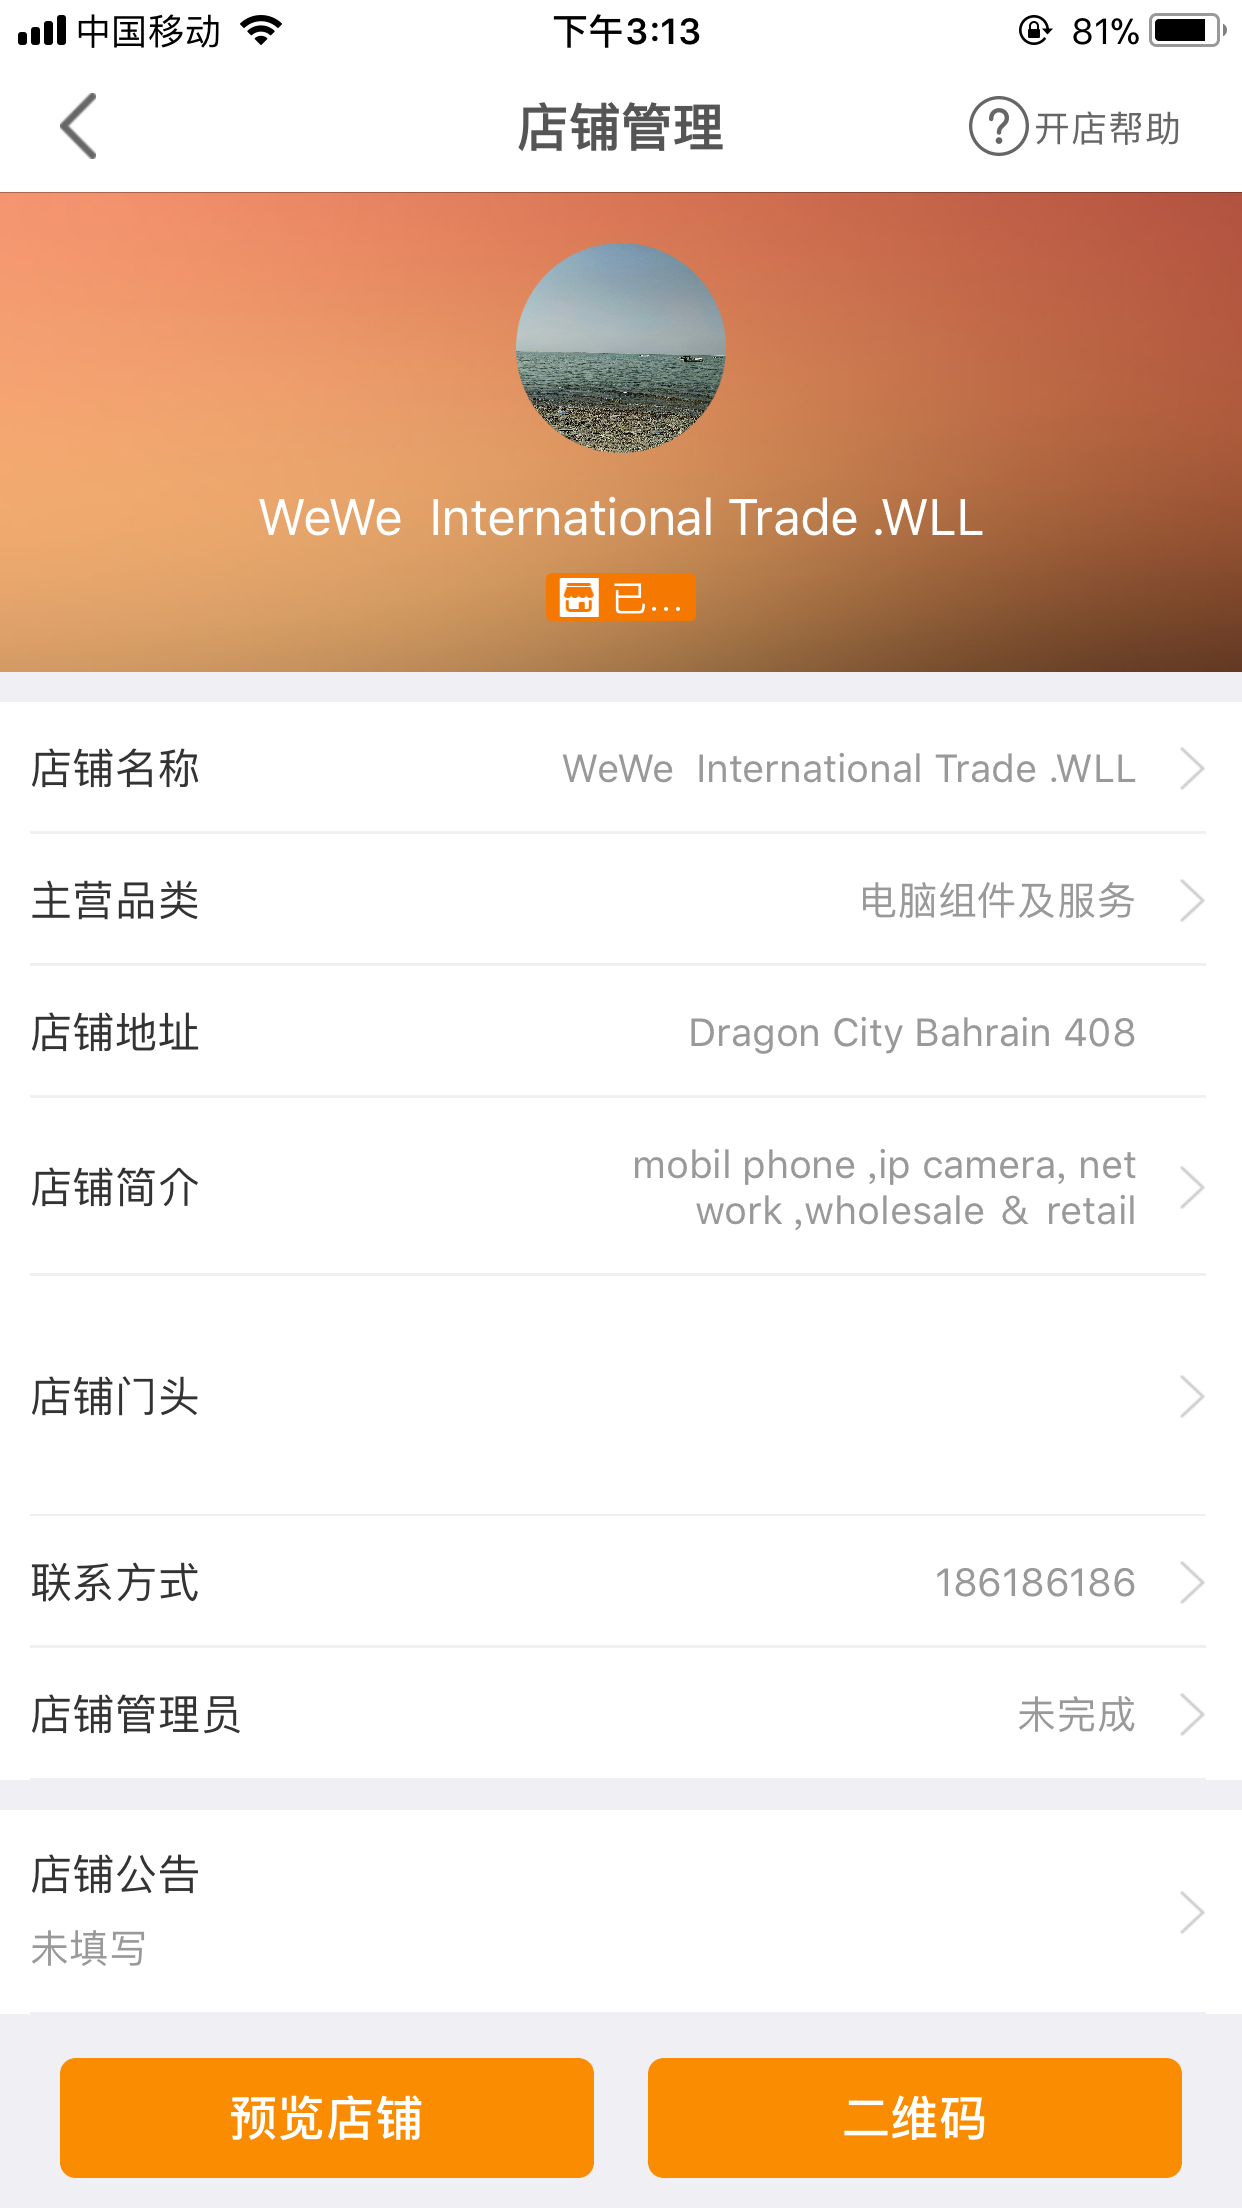 中国移动 下午3:13 81%
店铺管理 开店帮助
WeWe  International Trade .WLL
已...
店铺名称 WeWe  International Trade .WLL
主营品类 电脑组件及服务
店铺地址 Dragon City Bahrain 408
店铺简介 mobil phone ,ip camera, net
work ,wholesale & retail
店铺门头
联系方式 186186186
店铺管理员 未完成
店铺公告
未填写
预览店铺 二维码